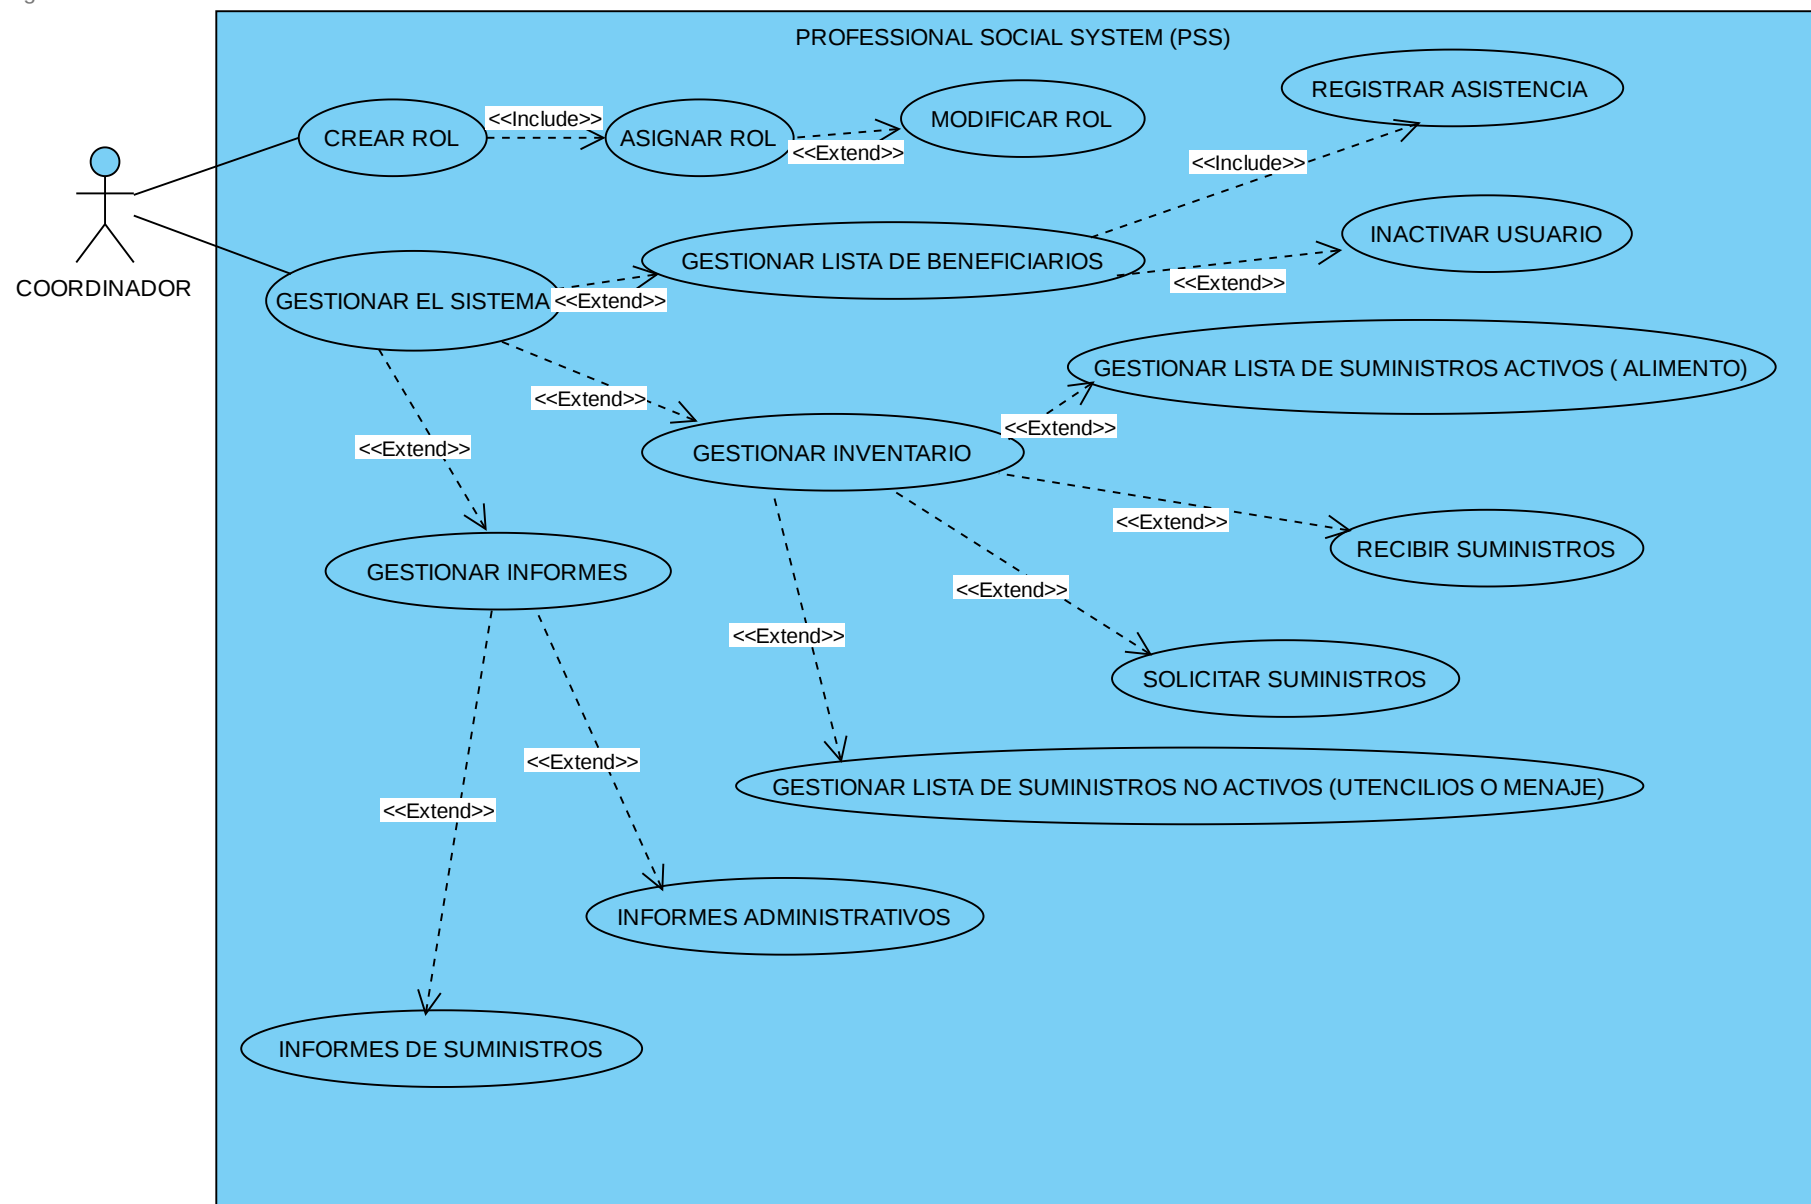 PROFESSIONAL SOCIAL SYSTEM (PSS)
REGISTRAR ASISTENCIA
CREAR ROL
<<Include>>
ASIGNAR ROL
<<Extend>>
MODIFICAR ROL
<<Include>>
INACTIVAR USUARIO
COORDINADOR
GESTIONAR EL SISTEMA
<<Extend>>
GESTIONAR LISTA DE BENEFICIARIOS
<<Extend>>
GESTIONAR LISTA DE SUMINISTROS ACTIVOS ( ALIMENTO)
<<Extend>>
<<Extend>>
<<Extend>>
GESTIONAR INVENTARIO
<<Extend>>
RECIBIR SUMINISTROS
GESTIONAR INFORMES
<<Extend>>
<<Extend>>
SOLICITAR SUMINISTROS
<<Extend>>
GESTIONAR LISTA DE SUMINISTROS NO ACTIVOS (UTENCILIOS O MENAJE)
<<Extend>>
INFORMES ADMINISTRATIVOS
INFORMES DE SUMINISTROS